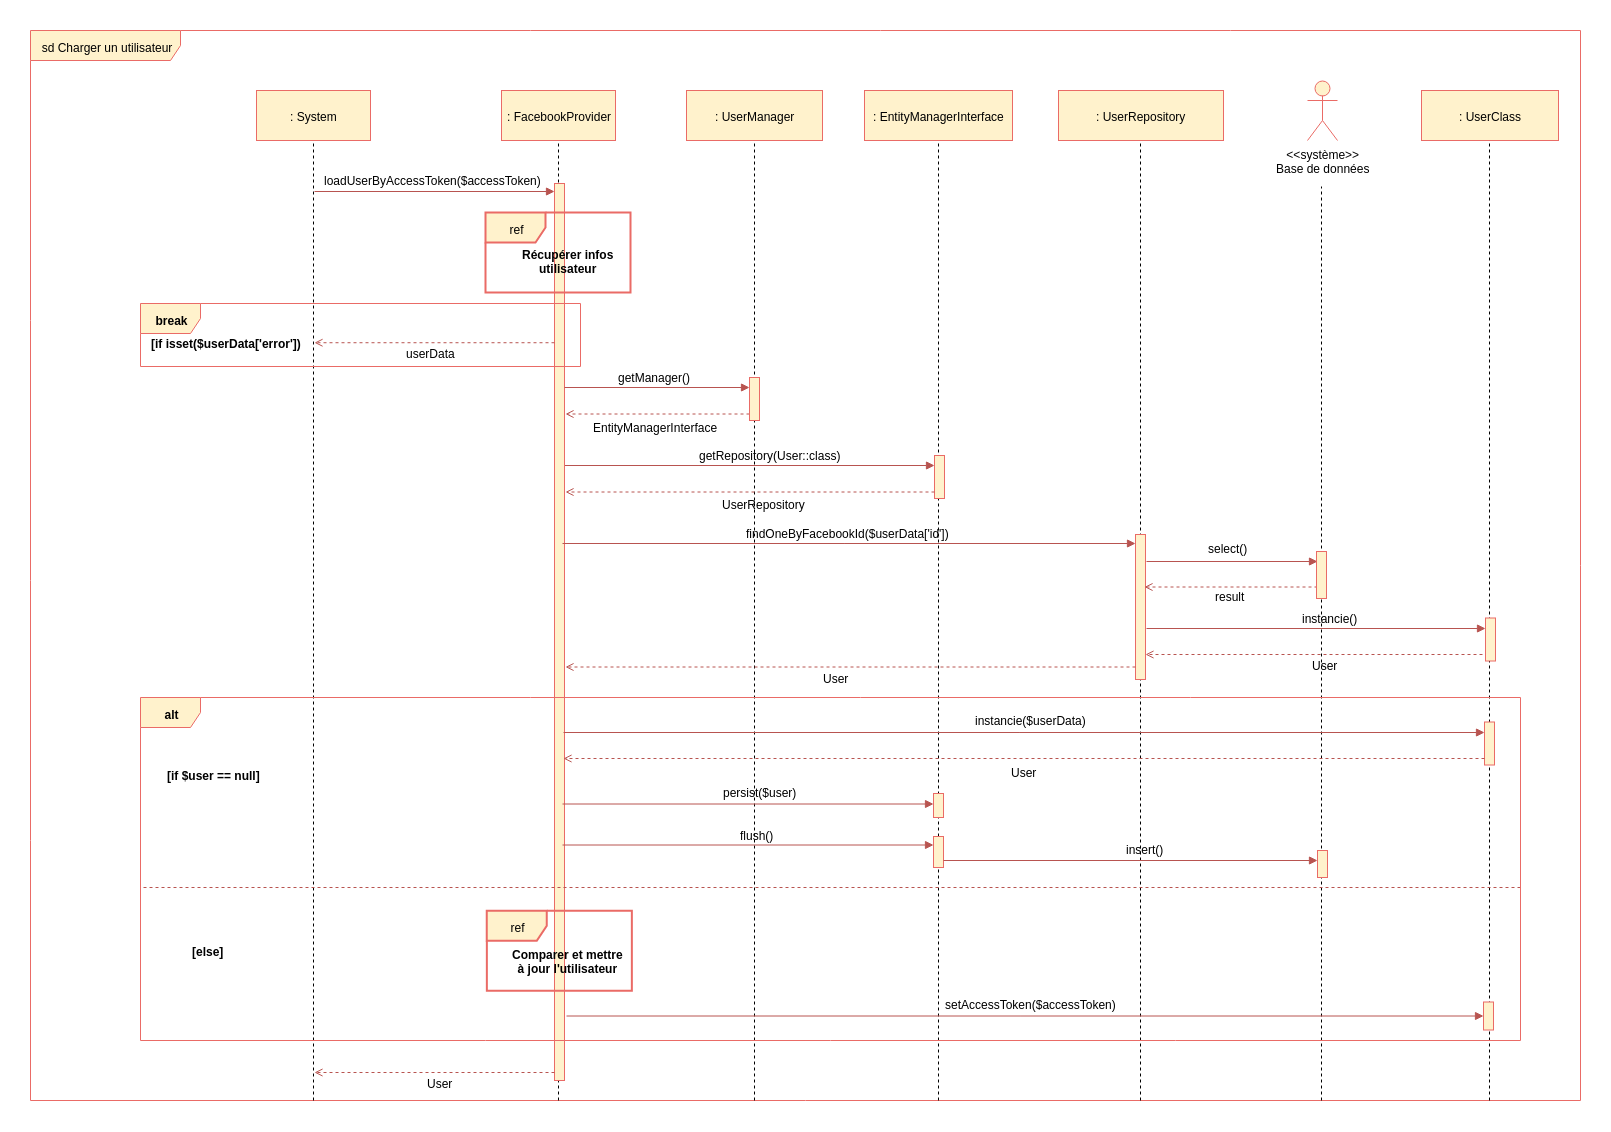 sd Charger un utilisateur
: System
: FacebookProvider
: UserManager
: EntityManagerInterface
: UserRepository
<<système>>
Base de données
: UserClass
loadUserByAccessToken($accessToken)
ref
Récupérer infos
utilisateur
break
[if isset($userData['error'])
userData
getManager()
EntityManagerInterface
getRepository(User::class)
UserRepository
findOneByFacebookId($userData['id'])
select()
result
instancie()
User
User
alt
instancie($userData)
[if $user == null]
User
persist($user)
flush()
insert()
ref
[else]
Comparer et mettre
à jour l'utilisateur
setAccessToken($accessToken)
User